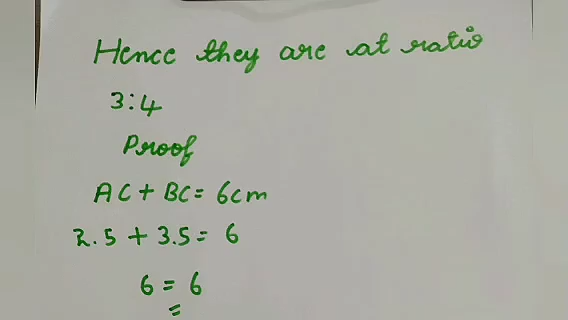 Hence they are at ratio
3:4
Proof
AC + BC = 6cm
2.5 + 3.5 = 6
6 = 6
=